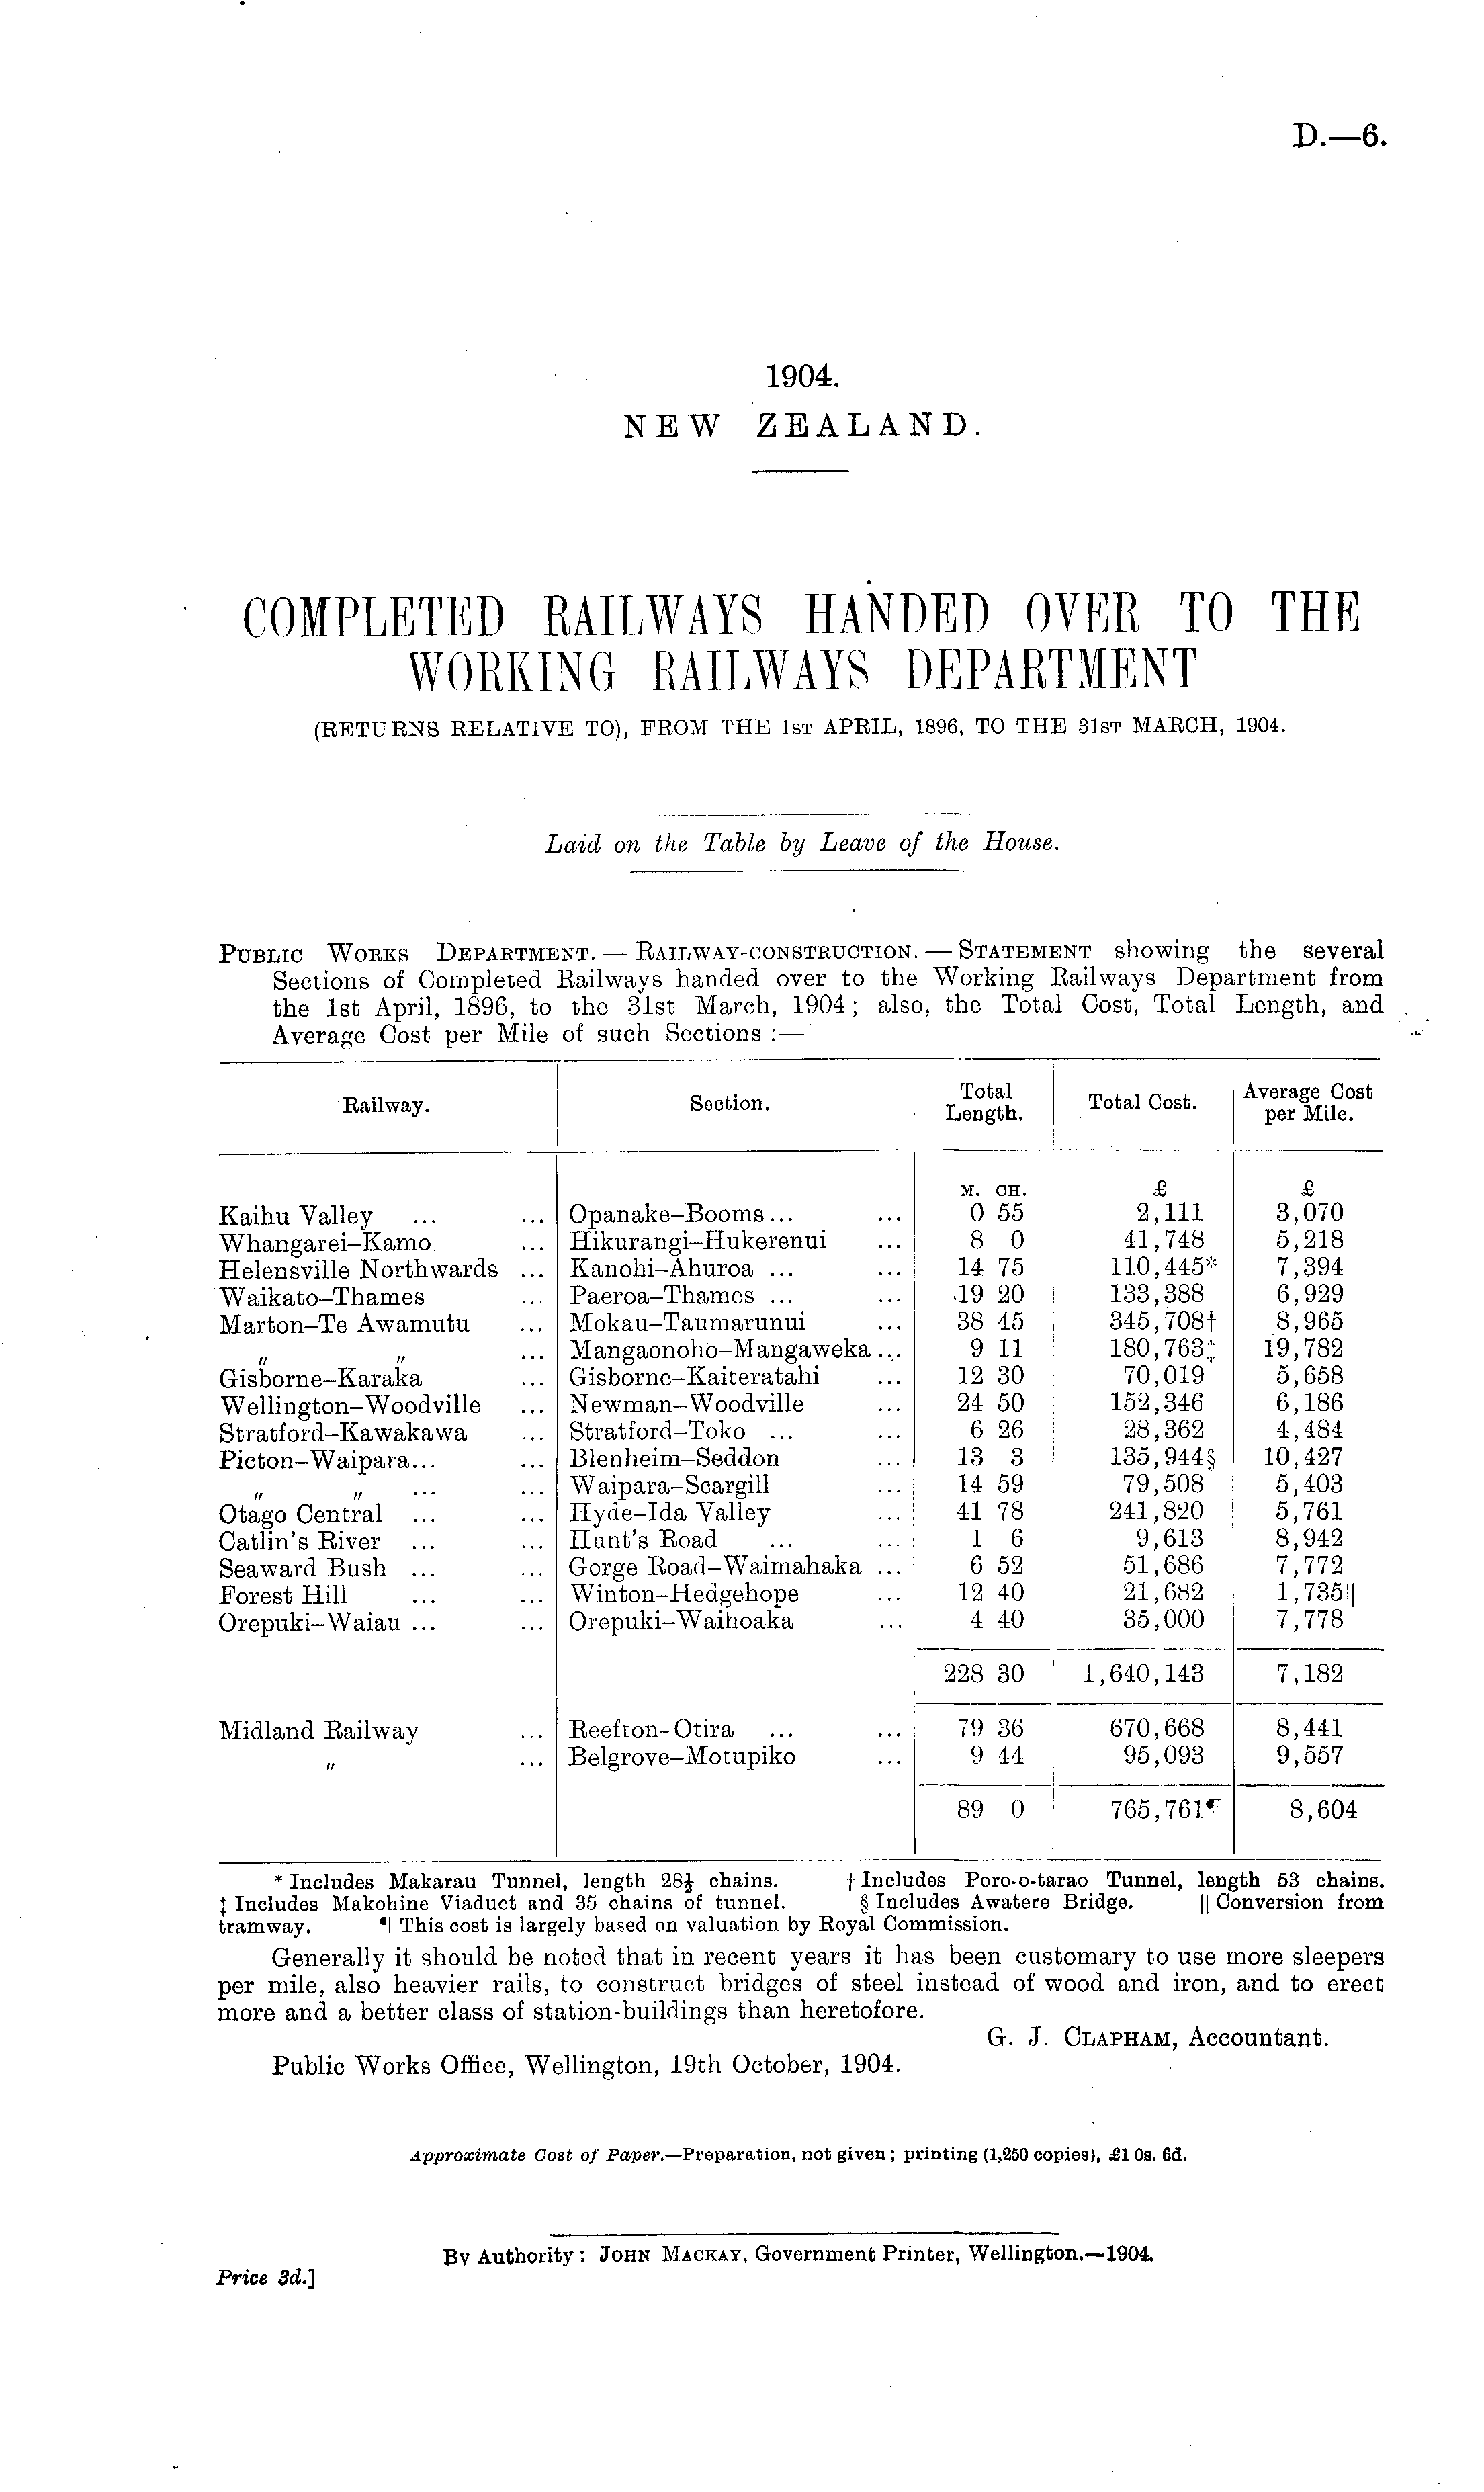 D.—6.
1904.
NEW ZEALAND.
COMPLETED RAILWAYS HANDED OVER TO THE
WORKING RAILWAYS DEPARTMENT
(RETURNS RELATIVE TO), FROM THE 1ST APRIL, 1896, TO THE 31ST MARCH, 1904.
Laid on the Table by Leave of the House.
PUBLIC WORKS DEPARTMENT.—RAILWAY-CONSTRUCTION.—STATEMENT showing the several
Sections of Completed Railways handed over to the Working Railways Department from
the 1st April, 1896, to the 31st March, 1904; also, the Total Cost, Total Length, and
Average Cost per Mile of such Sections:—
Railway. Section. Total Length. Total Cost. Average Cost per Mile.
M. CH. £ £
Kaihu Valley ... ... Opanake–Booms... ... 0 55 2,111 3,070
Whangarei–Kamo ... Hikurangi–Hukerenui ... 8 0 41,748 5,218
Helensville Northwards ... Kanohi–Ahuroa ... ... 14 75 110,445* 7,394
Waikato–Thames ... Paeroa–Thames ... ... 19 20 133,388 6,929
Marton–Te Awamutu ... Mokau–Taumarunui ... 38 45 345,708† 8,965
" " ... Mangaonoho–Mangaweka ... 9 11 180,763‡ 19,782
Gisborne–Karaka ... Gisborne–Kaiteratahi ... 12 30 70,019 5,658
Wellington–Woodville ... Newman–Woodville ... 24 50 152,346 6,186
Stratford–Kawakawa ... Stratford–Toko ... ... 6 26 28,362 4,484
Picton–Waipara... ... Blenheim–Seddon ... 13 3 135,944§ 10,427
" " ... ... Waipara–Scargill ... 14 59 79,508 5,403
Otago Central ... ... Hyde–Ida Valley ... 41 78 241,820 5,761
Catlin's River ... ... Hunt's Road ... ... 1 6 9,613 8,942
Seaward Bush ... ... Gorge Road–Waimahaka ... 6 52 51,686 7,772
Forest Hill ... ... Winton–Hedgehope ... 12 40 21,682 1,735||
Orepuki–Waiau ... ... Orepuki–Waihoaka ... 4 40 35,000 7,778
228 30 1,640,143 7,182
Midland Railway ... Reefton–Otira ... ... 79 36 670,668 8,441
" ... Belgrove–Motupiko ... 9 44 95,093 9,557
89 0 765,761¶ 8,604
* Includes Makarau Tunnel, length 28½ chains. † Includes Poro-o-tarao Tunnel, length 53 chains.
‡ Includes Makohine Viaduct and 35 chains of tunnel. § Includes Awatere Bridge. || Conversion from
tramway. ¶ This cost is largely based on valuation by Royal Commission.
Generally it should be noted that in recent years it has been customary to use more sleepers
per mile, also heavier rails, to construct bridges of steel instead of wood and iron, and to erect
more and a better class of station-buildings than heretofore.
G. J. CLAPHAM, Accountant.
Public Works Office, Wellington, 19th October, 1904.
Approximate Cost of Paper.—Preparation, not given; printing (1,250 copies), £1 0s. 6d.
By Authority: JOHN MACKAY, Government Printer, Wellington.—1904.
Price 3d.]